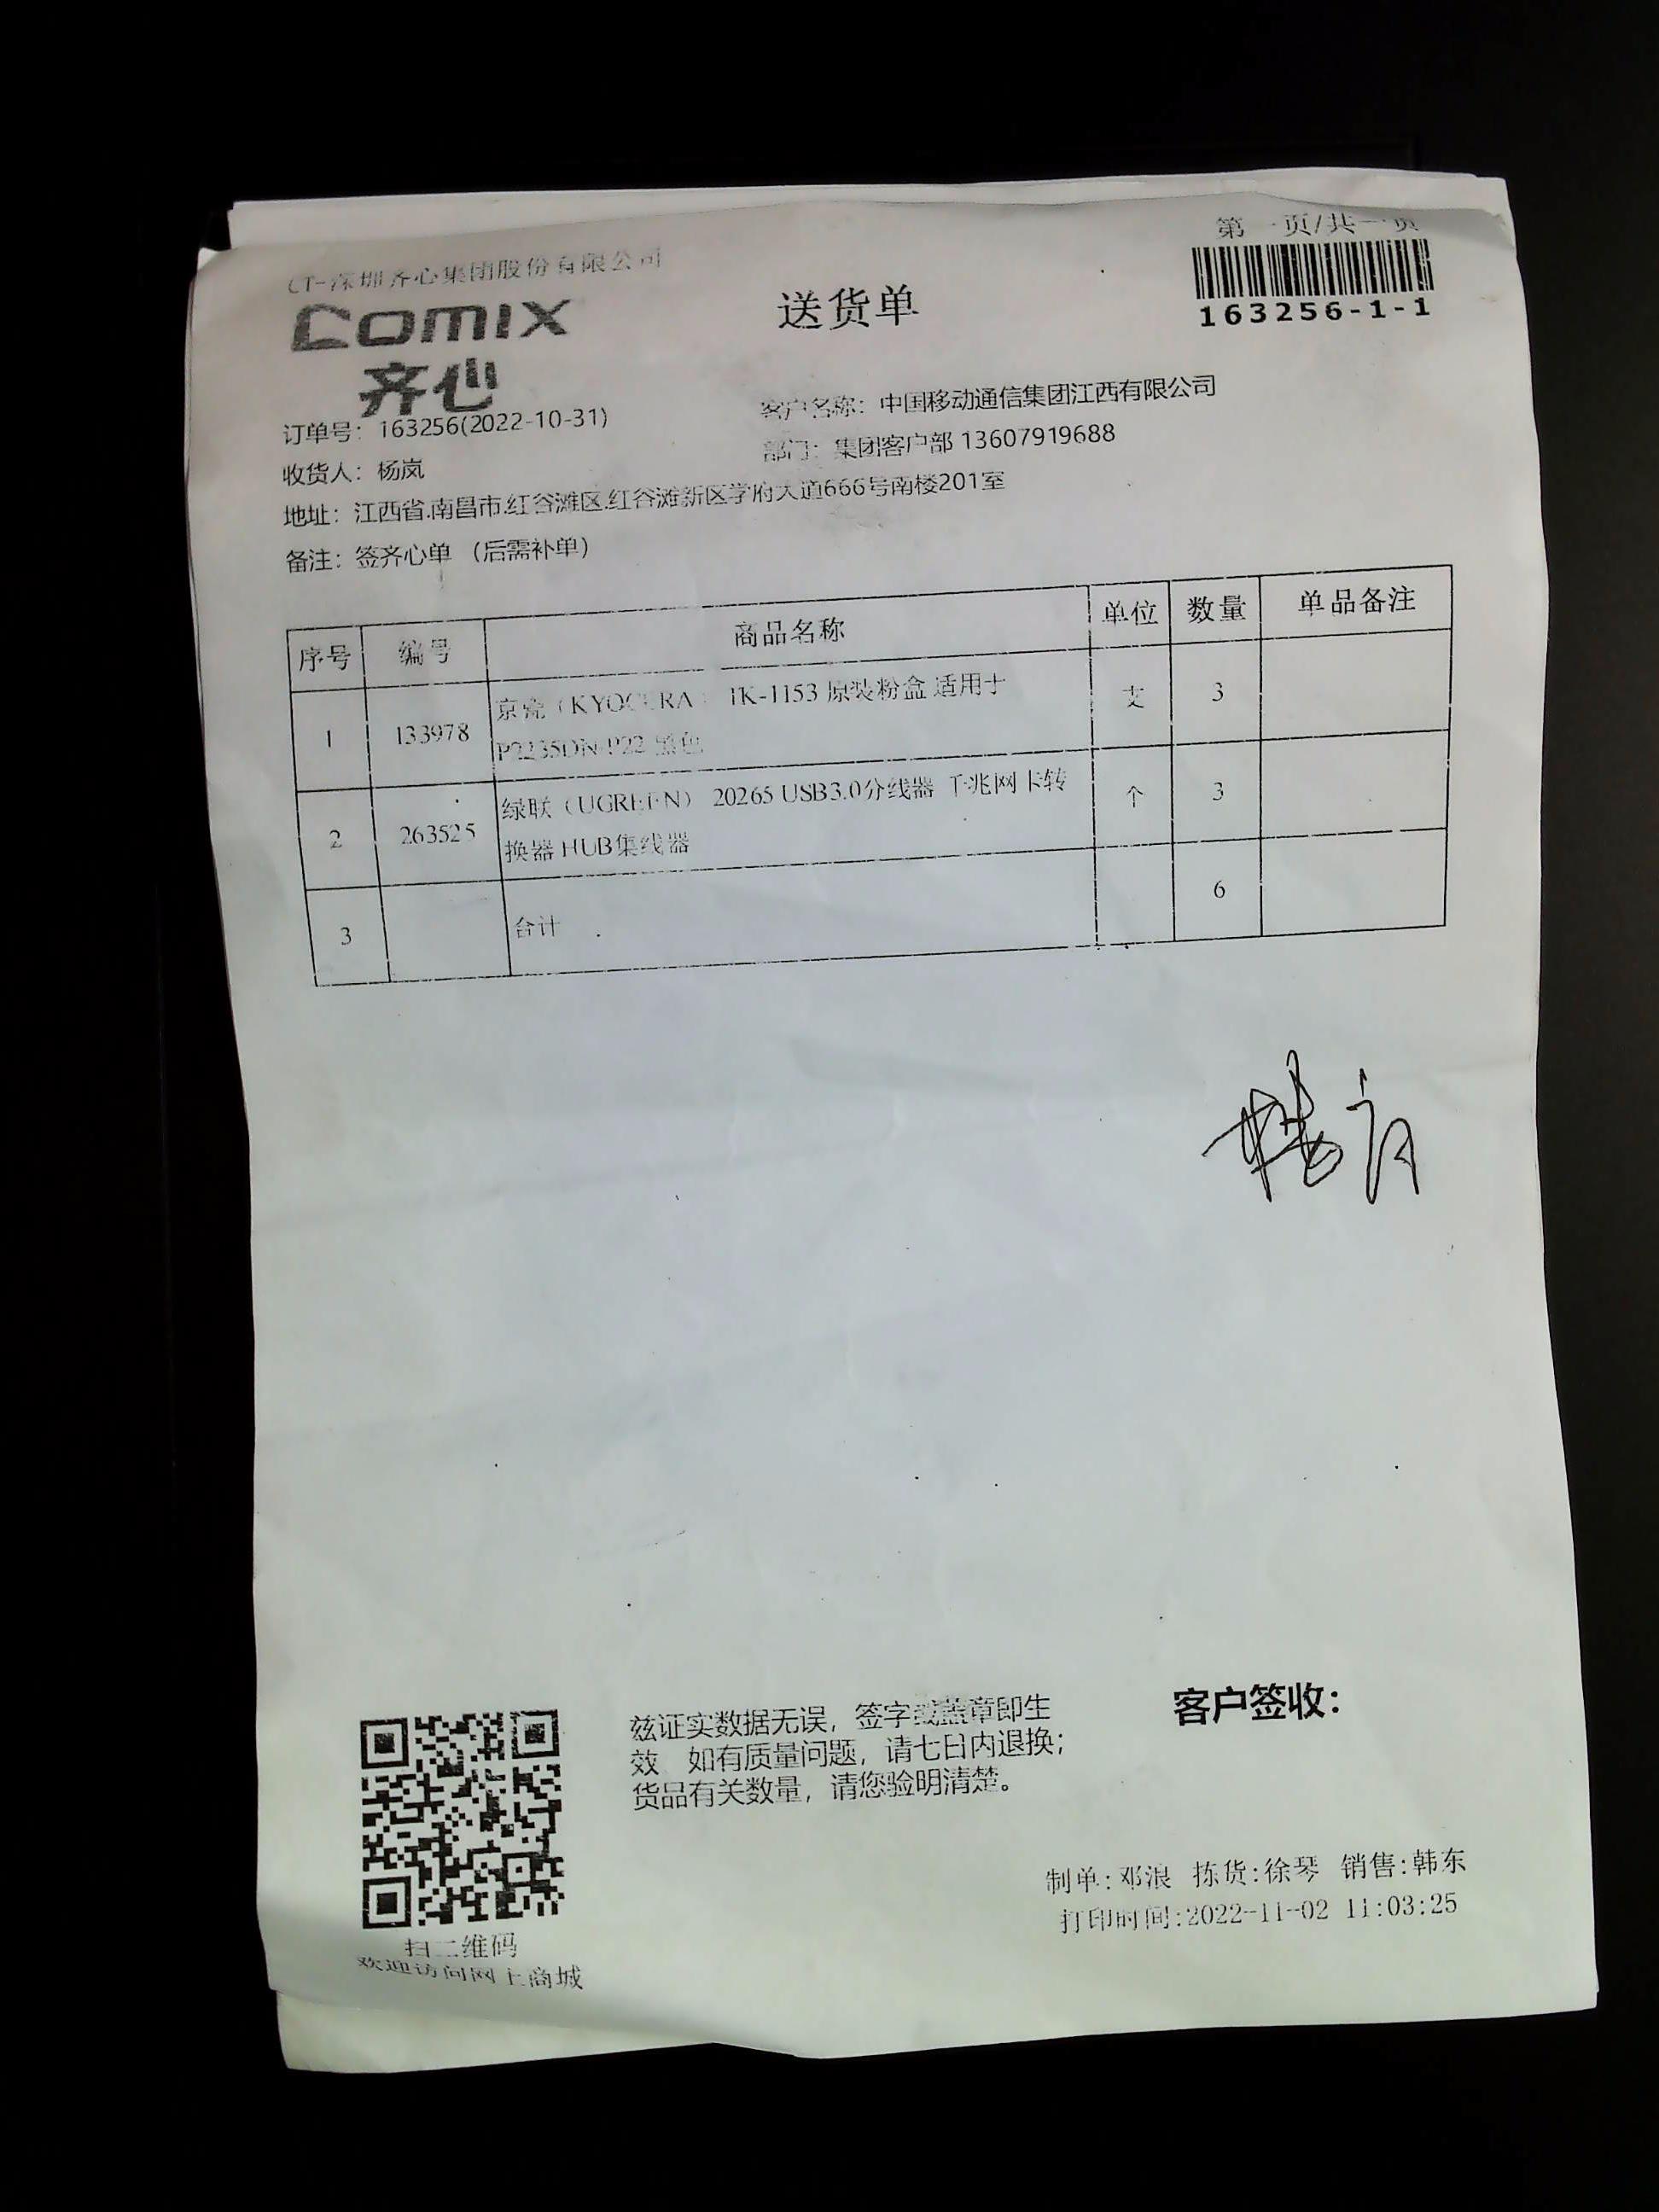 第一页/共一页
CT-深圳齐心集团股份有限公司
COMIX
齐心
送货单
163256-1-1
订单号: 163256(2022-10-31)
客户名称: 中国移动通信集团江西有限公司
收货人: 杨岚
部门: 集团客户部 13607919688
地址: 江西省.南昌市.红谷滩区.红谷滩新区学府大道666号南楼201室
备注: 签齐心单 (后需补单)
序号 编号 商品名称 单位 数量 单品备注
1 133978 京瓷（KYOCERA） TK-1153 原装粉盒 适用于 支 3
P2235DN P22 黑色
2 263525 绿联（UGREEN） 20265 USB3.0分线器 千兆网卡转 个 3
换器 HUB集线器
3 合计 6
兹证实数据无误，签字或盖章即生
效 如有质量问题，请七日内退换；
货品有关数量，请您验明清楚。
客户签收：
制单:邓浪 拣货:徐琴 销售:韩东
打印时间:2022-11-02 11:03:25
扫二维码
欢迎访问网上商城